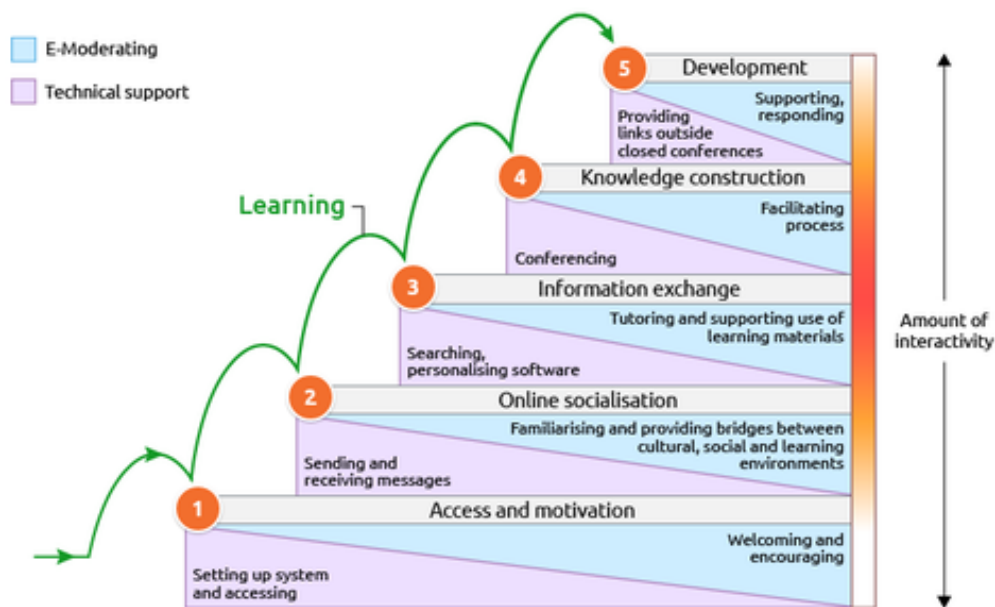 E-Moderating
Technical support
Learning
5
Development
Supporting,
responding
Providing
links outside
closed conferences
4
Knowledge construction
Facilitating
process
Conferencing
3
Information exchange
Tutoring and supporting use of
learning materials
Searching,
personalising software
2
Online socialisation
Familiarising and providing bridges between
cultural, social and learning
environments
Sending and
receiving messages
1
Access and motivation
Welcoming and
encouraging
Setting up system
and accessing
Amount of
interactivity